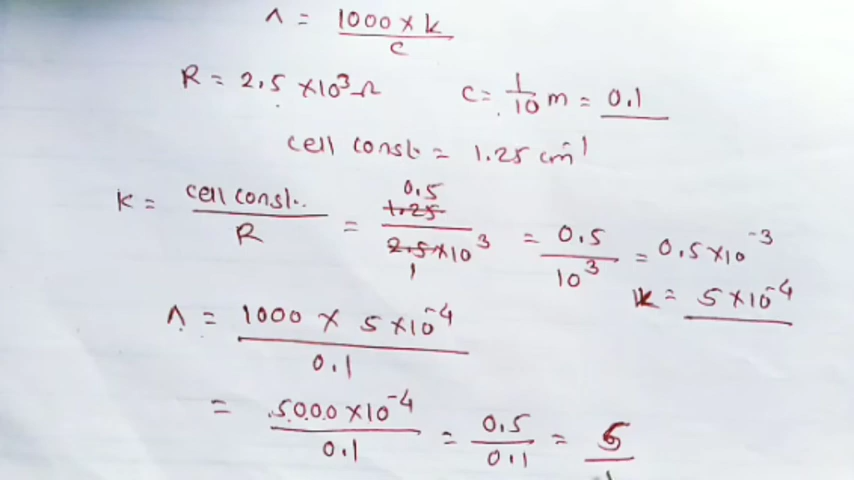 Λ = 1000 × k / c
R = 2.5 × 10³ Ω    c = 1/10 m = 0.1
cell const. = 1.25 cm⁻¹
k = cell const. / R = 0.5 1.25 / 2.5 × 10³ 1 = 0.5 / 10³ = 0.5 × 10⁻³
k = 5 × 10⁻⁴
Λ = 1000 × 5 × 10⁻⁴ / 0.1
= 5000 × 10⁻⁴ / 0.1 = 0.5 / 0.1 = 5